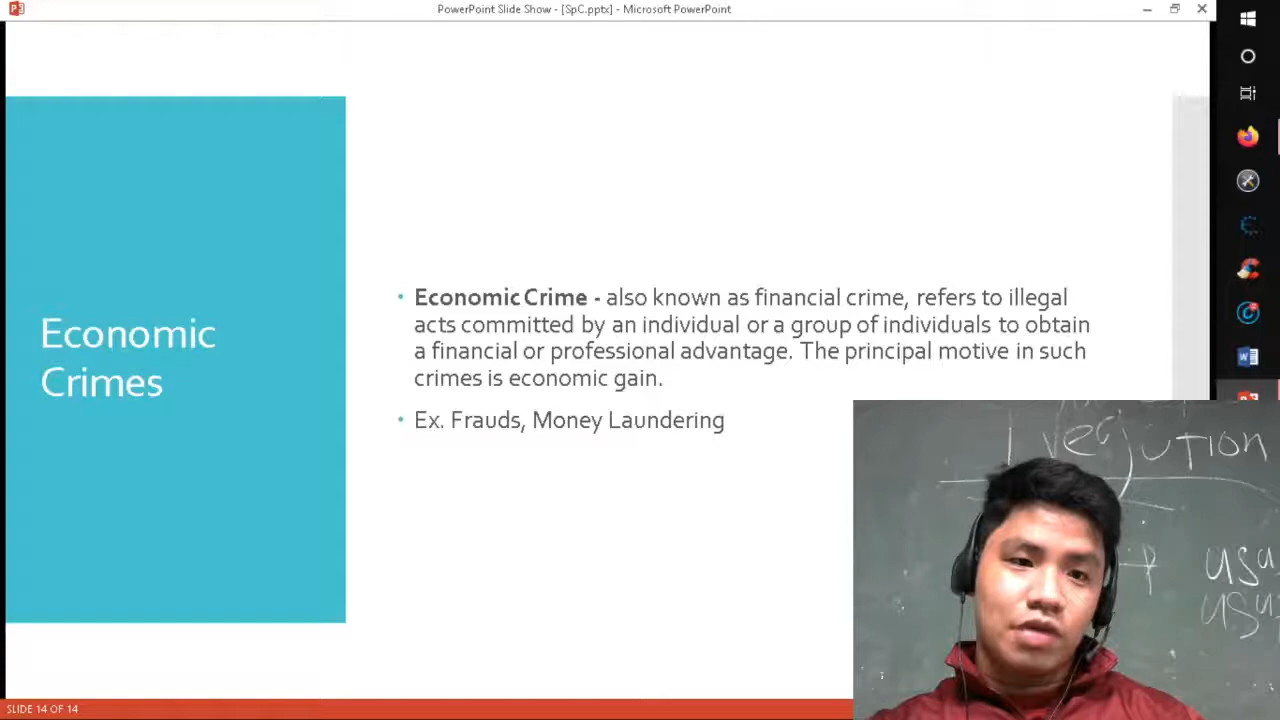 PowerPoint Slide Show - [SpC.pptx] - Microsoft PowerPoint
Economic
Crimes
• Economic Crime - also known as financial crime, refers to illegal
acts committed by an individual or a group of individuals to obtain
a financial or professional advantage. The principal motive in such
crimes is economic gain.
• Ex. Frauds, Money Laundering
SLIDE 14 OF 14